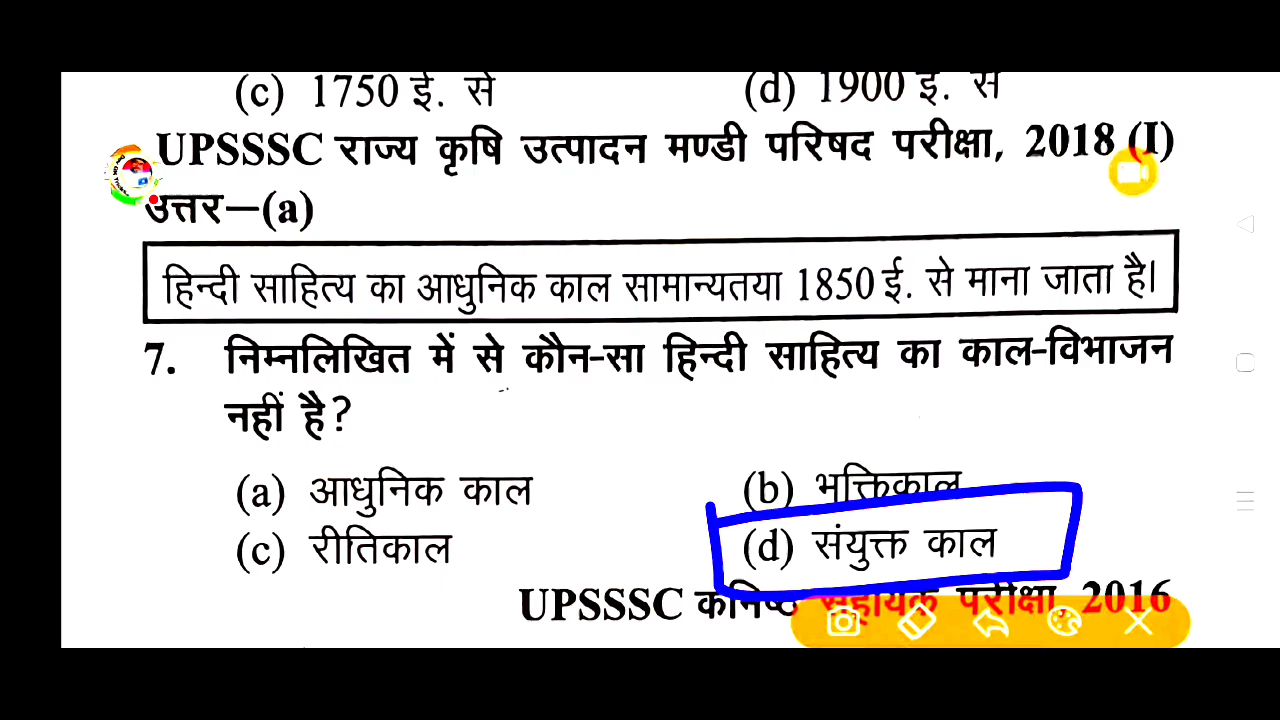 (c) 1750 ई. से (d) 1900 ई. से
UPSSSC राज्य कृषि उत्पादन मण्डी परिषद परीक्षा, 2018 (I)
उत्तर—(a)
हिन्दी साहित्य का आधुनिक काल सामान्यतया 1850 ई. से माना जाता है।
7. निम्नलिखित में से कौन-सा हिन्दी साहित्य का काल-विभाजन
नहीं है?
(a) आधुनिक काल (b) भक्तिकाल
(c) रीतिकाल (d) संयुक्त काल
UPSSSC कनिष्ठ सहायक परीक्षा, 2016